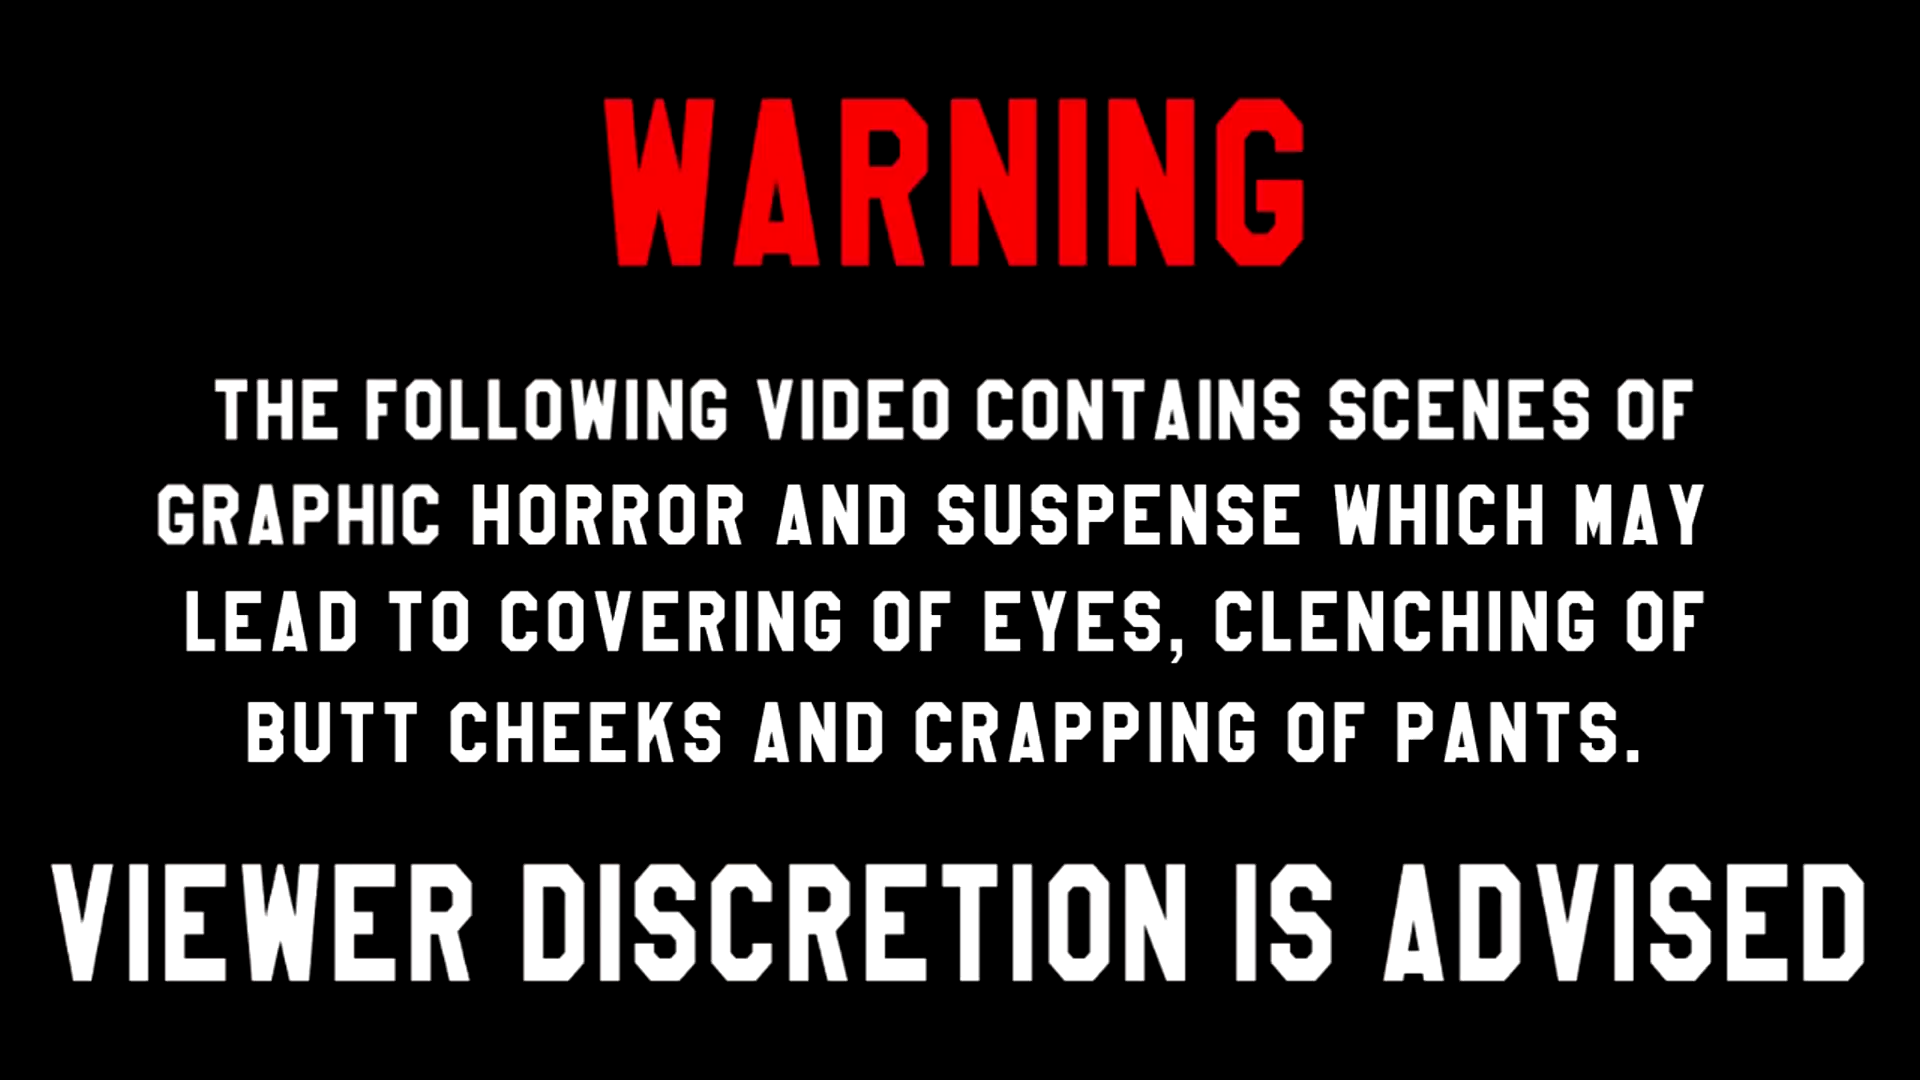 WARNING
THE FOLLOWING VIDEO CONTAINS SCENES OF
GRAPHIC HORROR AND SUSPENSE WHICH MAY
LEAD TO COVERING OF EYES, CLENCHING OF
BUTT CHEEKS AND CRAPPING OF PANTS.
VIEWER DISCRETION IS ADVISED